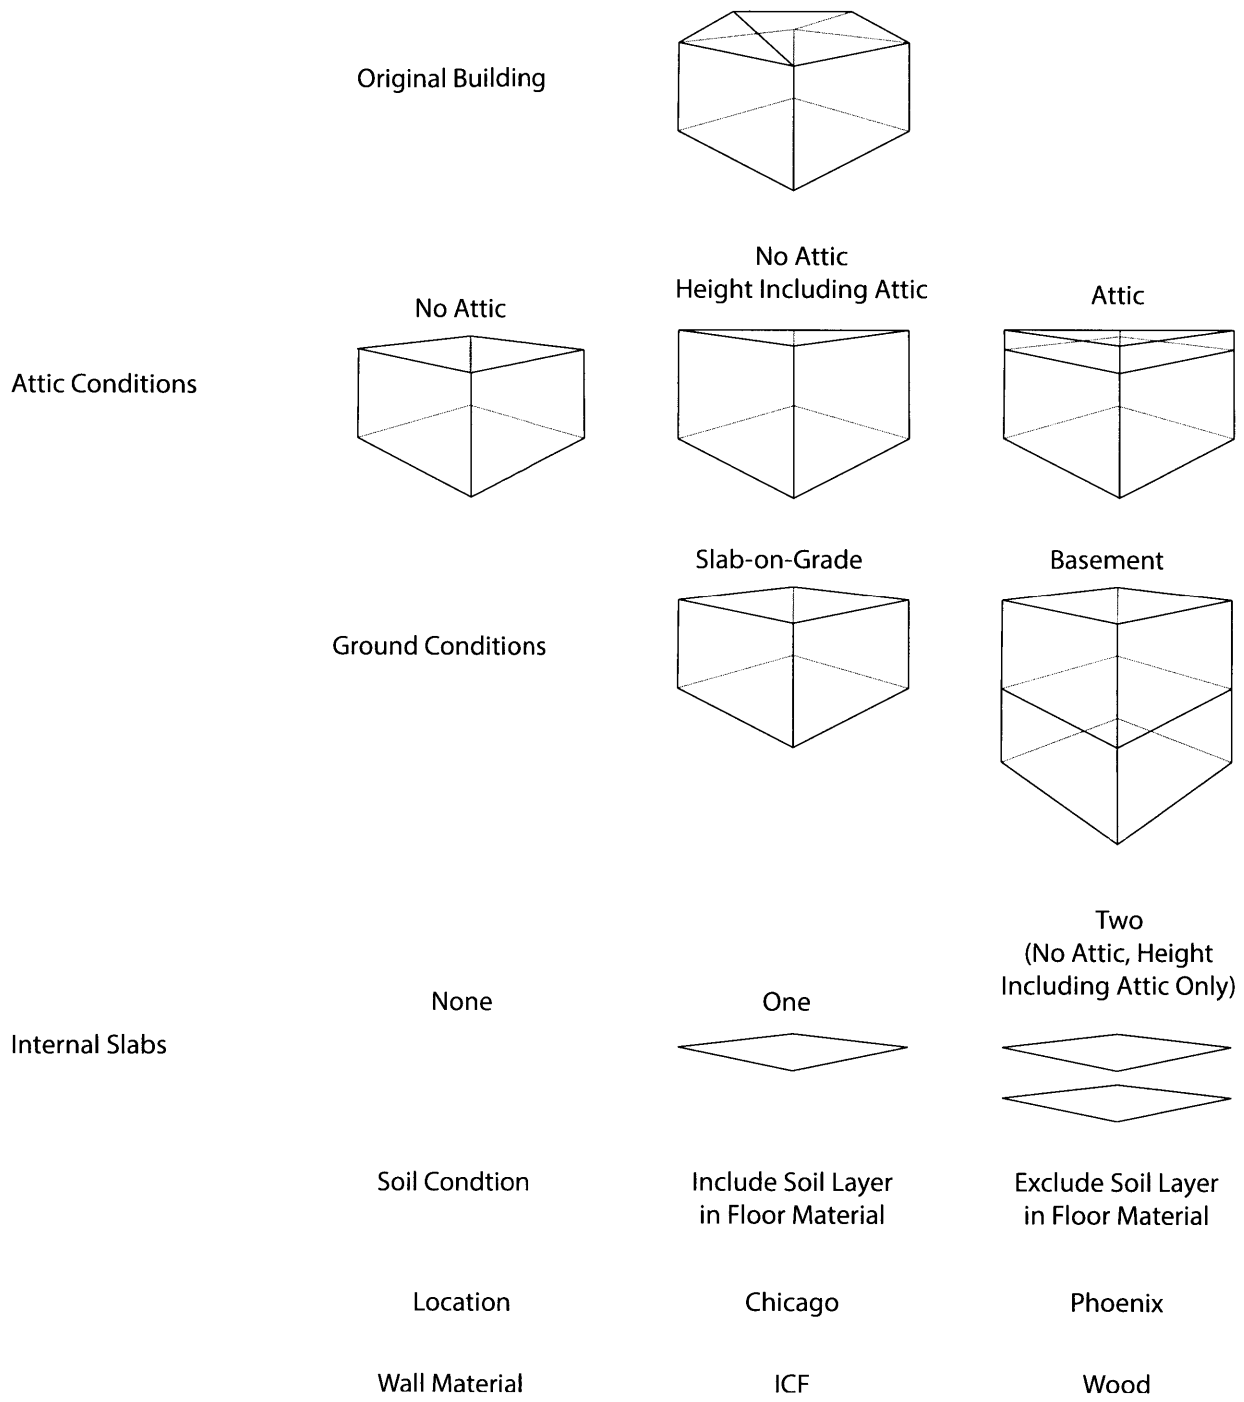 Original Building
No Attic
Height Including Attic
No Attic
Attic
Attic Conditions
Slab-on-Grade
Basement
Ground Conditions
Two
(No Attic, Height
Including Attic Only)
None
One
Internal Slabs
Soil Condtion
Include Soil Layer
in Floor Material
Exclude Soil Layer
in Floor Material
Location
Chicago
Phoenix
Wall Material
ICF
Wood